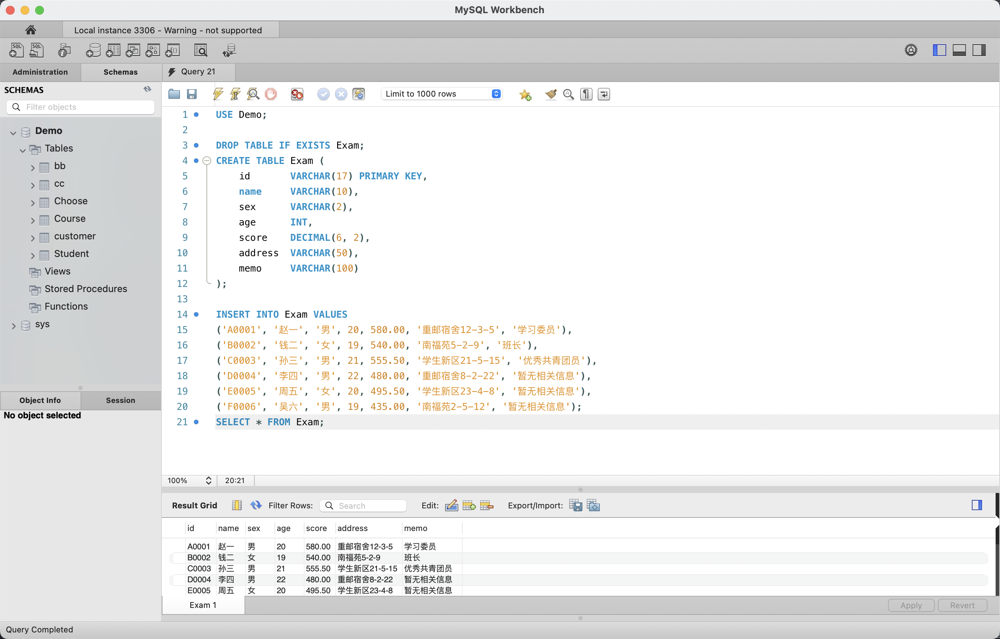 MySQL Workbench
Local instance 3306 - Warning - not supported
Administration
Schemas
Query 21
SCHEMAS
Filter objects
Demo
Tables
bb
cc
Choose
Course
customer
Student
Views
Stored Procedures
Functions
sys
Object Info
Session
No object selected
Limit to 1000 rows
1 USE Demo;
2
3 DROP TABLE IF EXISTS Exam;
4 CREATE TABLE Exam (
5 id VARCHAR(17) PRIMARY KEY,
6 name VARCHAR(10),
7 sex VARCHAR(2),
8 age INT,
9 score DECIMAL(6, 2),
10 address VARCHAR(50),
11 memo VARCHAR(100)
12 );
13
14 INSERT INTO Exam VALUES
15 ('A0001', '赵一', '男', 20, 580.00, '重邮宿舍12-3-5', '学习委员'),
16 ('B0002', '钱二', '女', 19, 540.00, '南福苑5-2-9', '班长'),
17 ('C0003', '孙三', '男', 21, 555.50, '学生新区21-5-15', '优秀共青团员'),
18 ('D0004', '李四', '男', 22, 480.00, '重邮宿舍8-2-22', '暂无相关信息'),
19 ('E0005', '周五', '女', 20, 495.50, '学生新区23-4-8', '暂无相关信息'),
20 ('F0006', '吴六', '男', 19, 435.00, '南福苑2-5-12', '暂无相关信息');
21 SELECT * FROM Exam;
100% 20:21
Result Grid Filter Rows: Search Edit: Export/Import:
id name sex age score address memo
A0001 赵一 男 20 580.00 重邮宿舍12-3-5 学习委员
B0002 钱二 女 19 540.00 南福苑5-2-9 班长
C0003 孙三 男 21 555.50 学生新区21-5-15 优秀共青团员
D0004 李四 男 22 480.00 重邮宿舍8-2-22 暂无相关信息
E0005 周五 女 20 495.50 学生新区23-4-8 暂无相关信息
Exam 1
Apply Revert
Query Completed